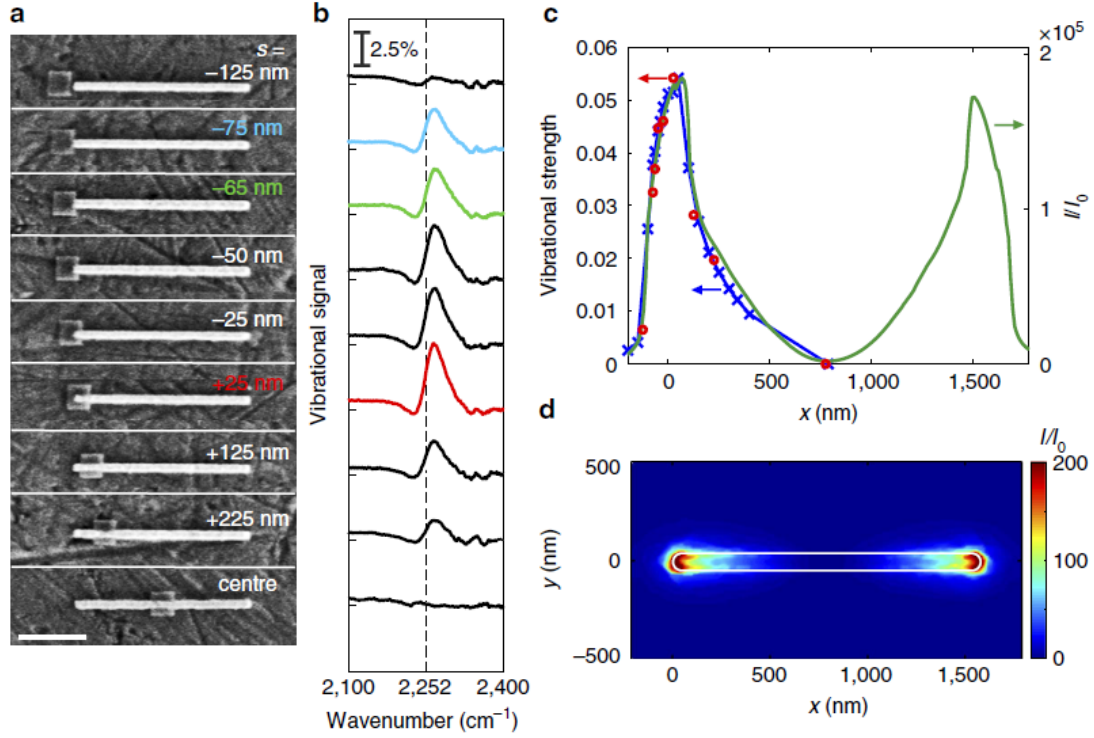 a
s =
–125 nm
–75 nm
–65 nm
–50 nm
–25 nm
+25 nm
+125 nm
+225 nm
centre
b
2.5%
Vibrational signal
2,100 2,252 2,400
Wavenumber (cm⁻¹)
c
×10⁵
0.06
0.05
0.04
0.03
0.02
0.01
0
Vibrational strength
2
1
0
I/I₀
0 500 1,000 1,500
x (nm)
d
I/I₀
500
0
–500
y (nm)
200
100
0
0 500 1,000 1,500
x (nm)